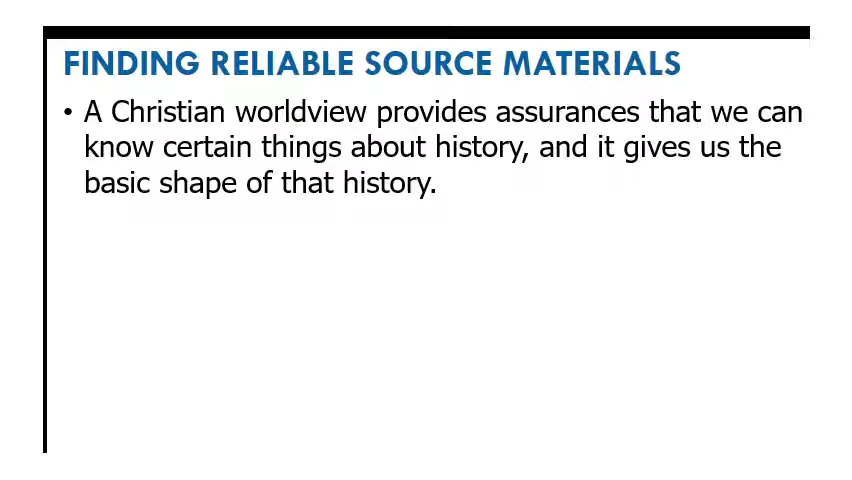 FINDING RELIABLE SOURCE MATERIALS
• A Christian worldview provides assurances that we can
know certain things about history, and it gives us the
basic shape of that history.